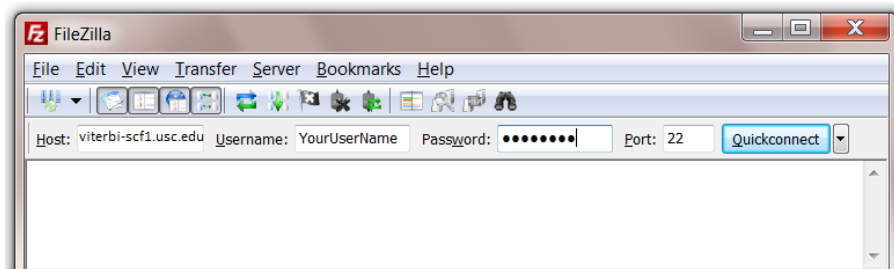 FileZilla
File Edit View Transfer Server Bookmarks Help
Host: viterbi-scf1.usc.edu Username: YourUserName Password: ●●●●●●●● Port: 22 Quickconnect